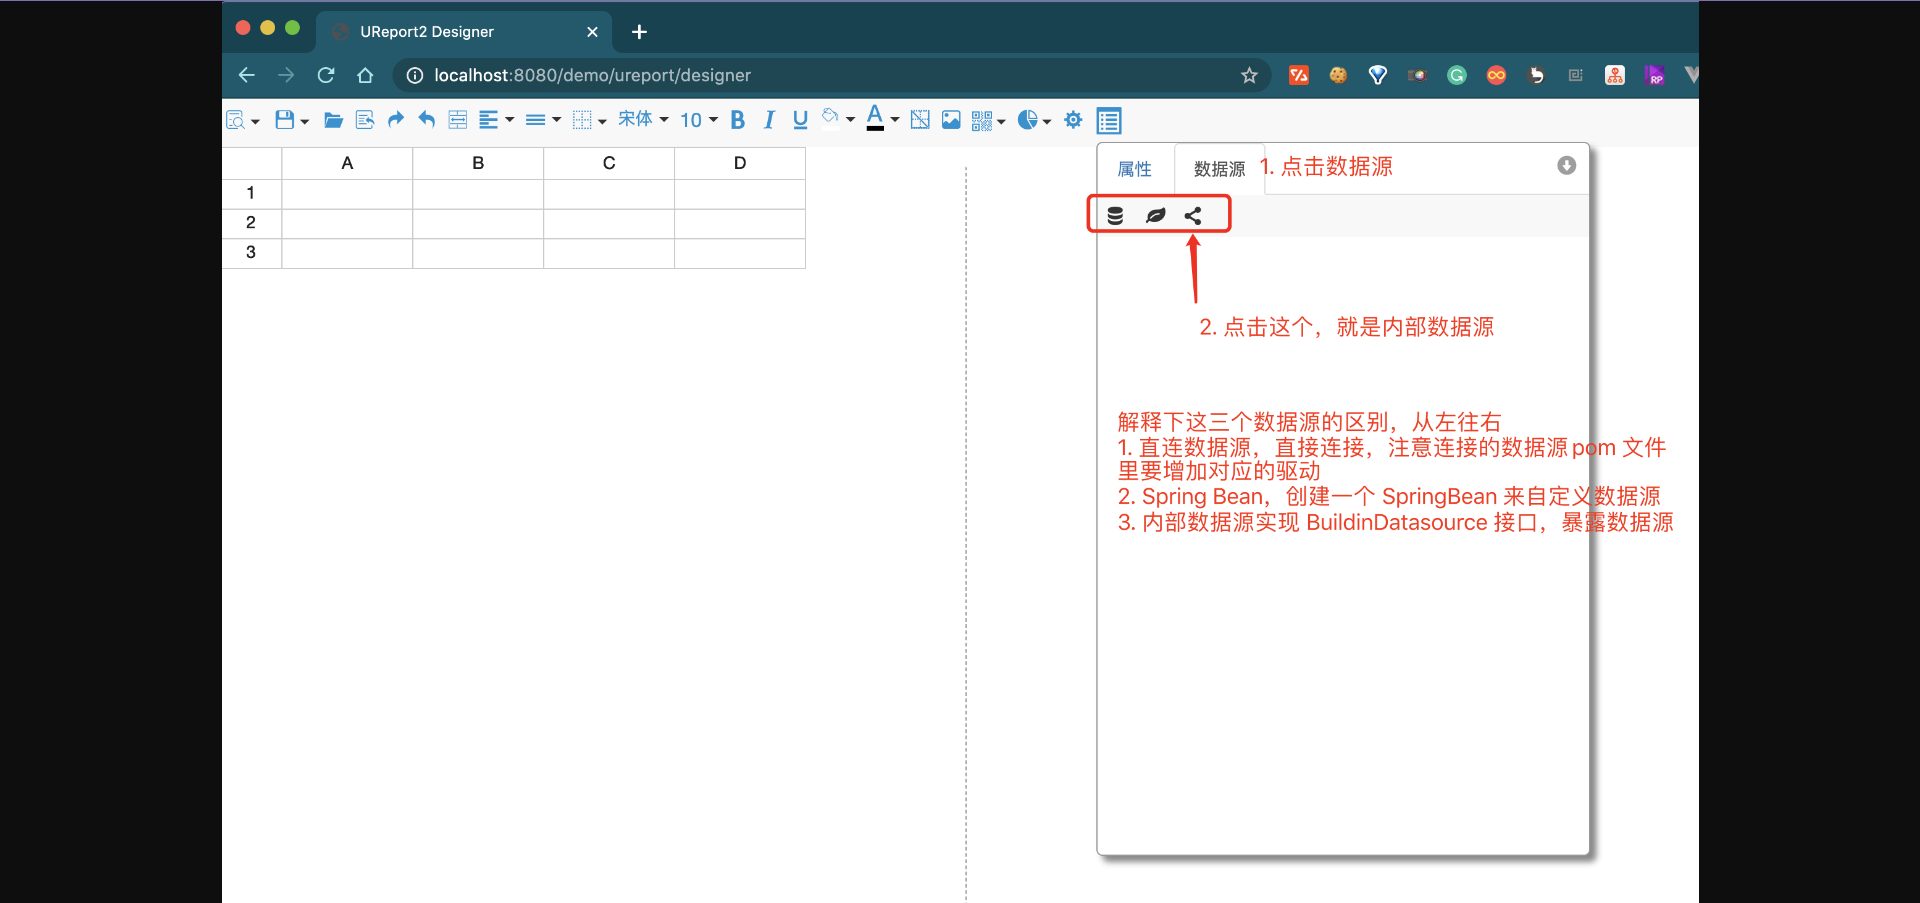 UReport2 Designer
localhost:8080/demo/ureport/designer
宋体 10 B I U A
A B C D
1
2
3
属性 数据源 1. 点击数据源
2. 点击这个，就是内部数据源
解释下这三个数据源的区别，从左往右
1. 直连数据源，直接连接，注意连接的数据源pom 文件
里要增加对应的驱动
2. Spring Bean，创建一个 SpringBean 来自定义数据源
3. 内部数据源实现 BuildinDatasource 接口，暴露数据源